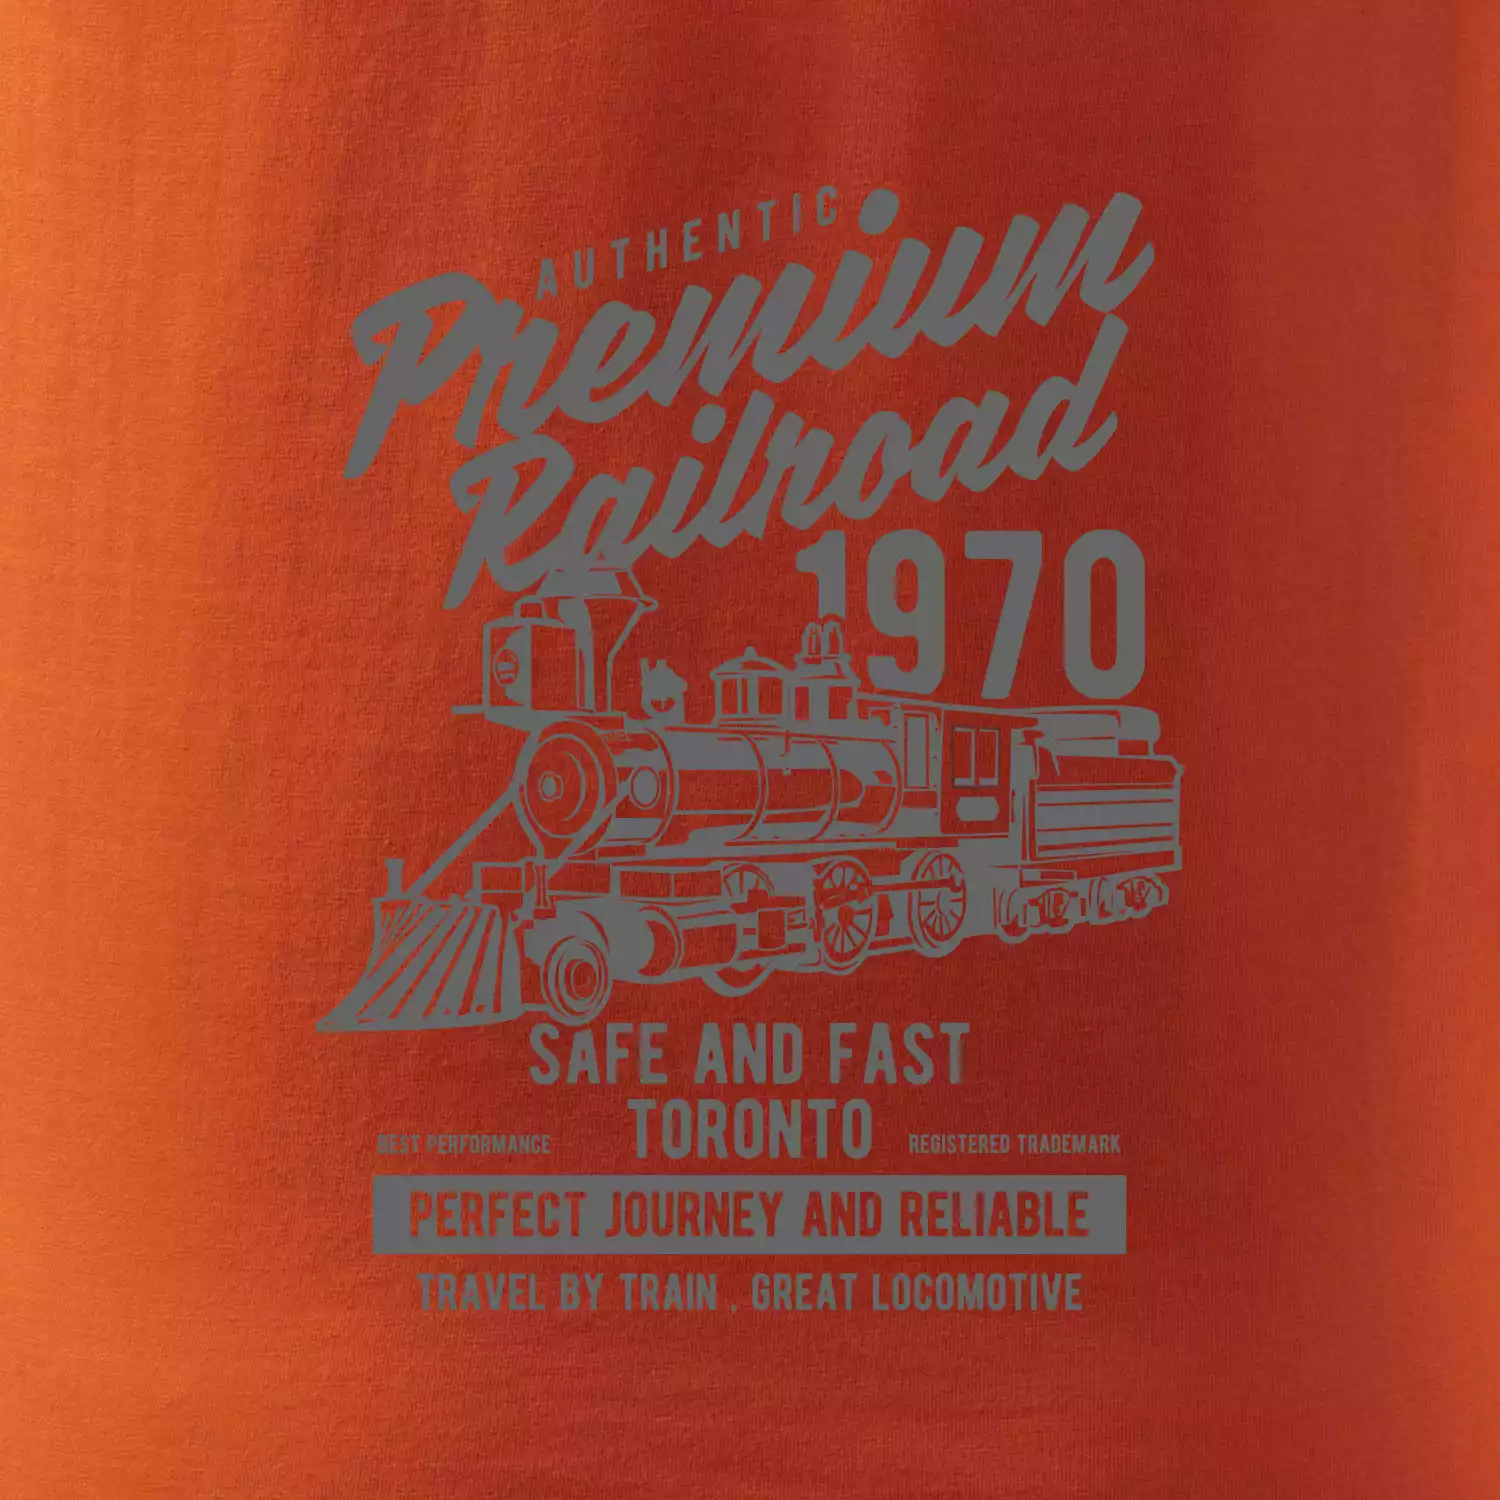 AUTHENTIC
Premium
Railroad
1970
SAFE AND FAST
TORONTO
BEST PERFORMANCE
REGISTERED TRADEMARK
PERFECT JOURNEY AND RELIABLE
TRAVEL BY TRAIN . GREAT LOCOMOTIVE